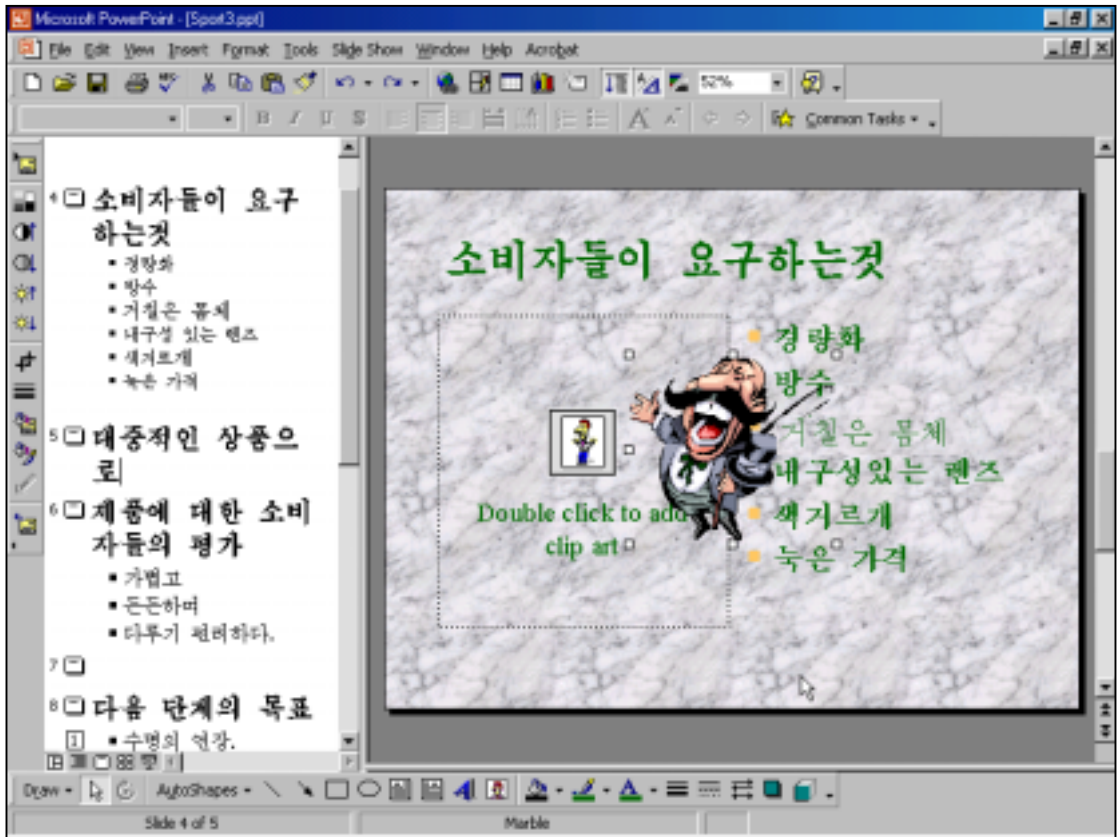 Microsoft PowerPoint - [Sport3.ppt]
File Edit View Insert Format Tools Slide Show Window Help Acrobat
52%
B I U S
Common Tasks
4 소비자들이 요구
하는것
경량화
방수
거칠은 몸체
내구성 있는 렌즈
색거르개
눅은 가격
5 대중적인 상품으
로
6 제품에 대한 소비
자들의 평가
가볍고
든든하며
다루기 편리하다.
7
8 다음 단계의 목표
1 수명의 연장.
소비자들이 요구하는것
경량화
방수
거칠은 몸체
내구성있는 렌즈
색거르개
눅은 가격
Double click to add
clip art
Draw AutoShapes
Slide 4 of 5 Marble